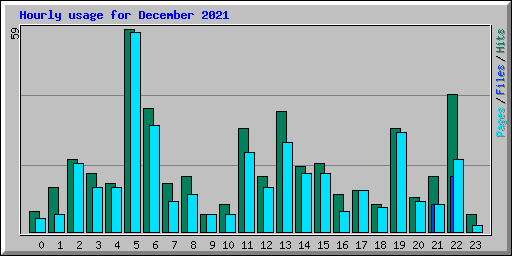 Hourly usage for December 2021
59
Pages/Files/Hits
0 1 2 3 4 5 6 7 8 9 10 11 12 13 14 15 16 17 18 19 20 21 22 23